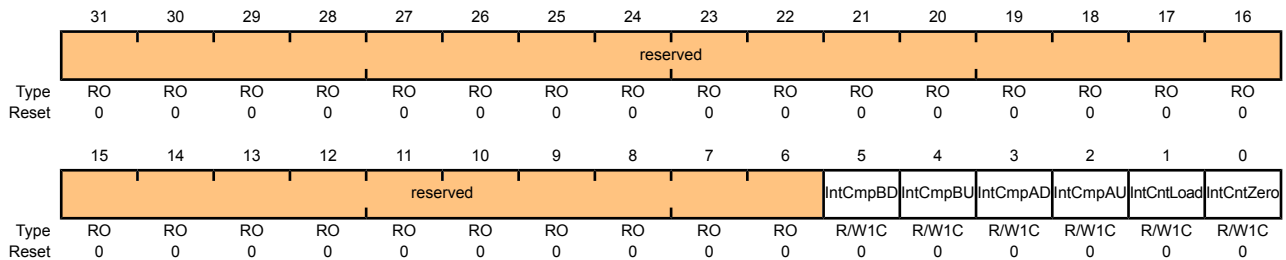 31 30 29 28 27 26 25 24 23 22 21 20 19 18 17 16
reserved
Type RO RO RO RO RO RO RO RO RO RO RO RO RO RO RO RO
Reset 0 0 0 0 0 0 0 0 0 0 0 0 0 0 0 0
15 14 13 12 11 10 9 8 7 6 5 4 3 2 1 0
reserved IntCmpBD IntCmpBU IntCmpAD IntCmpAU IntCntLoad IntCntZero
Type RO RO RO RO RO RO RO RO RO RO R/W1C R/W1C R/W1C R/W1C R/W1C R/W1C
Reset 0 0 0 0 0 0 0 0 0 0 0 0 0 0 0 0